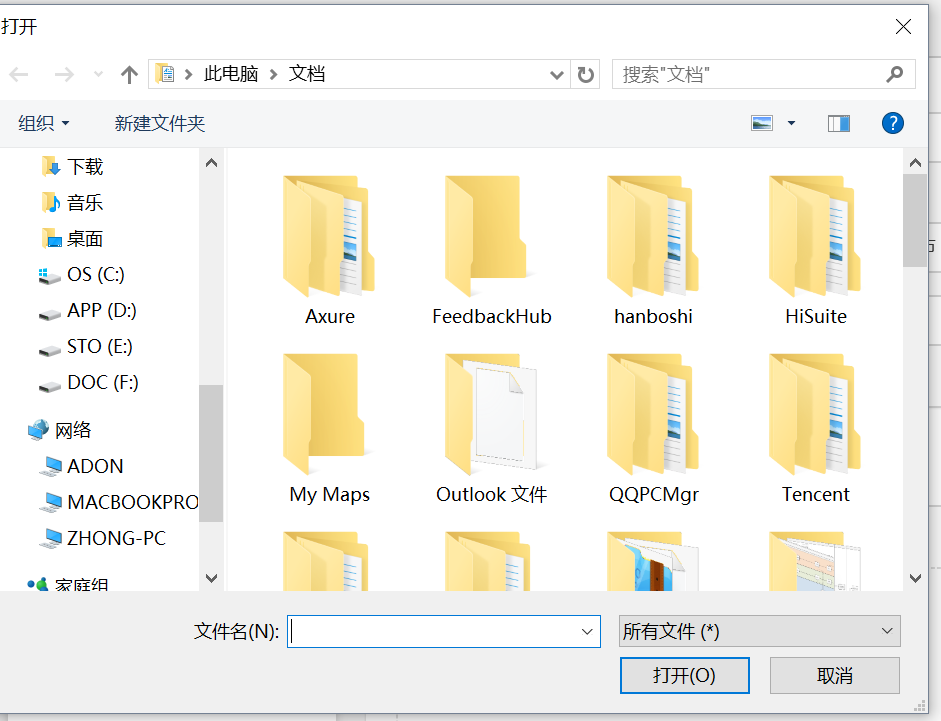 打开
此电脑 文档
搜索"文档"
组织 新建文件夹
下载
音乐
桌面
OS (C:)
APP (D:)
STO (E:)
DOC (F:)
网络
ADON
MACBOOKPRO
ZHONG-PC
家庭组
Axure FeedbackHub hanboshi HiSuite
My Maps Outlook 文件 QQPCMgr Tencent
文件名(N): 所有文件 (*)
打开(O) 取消